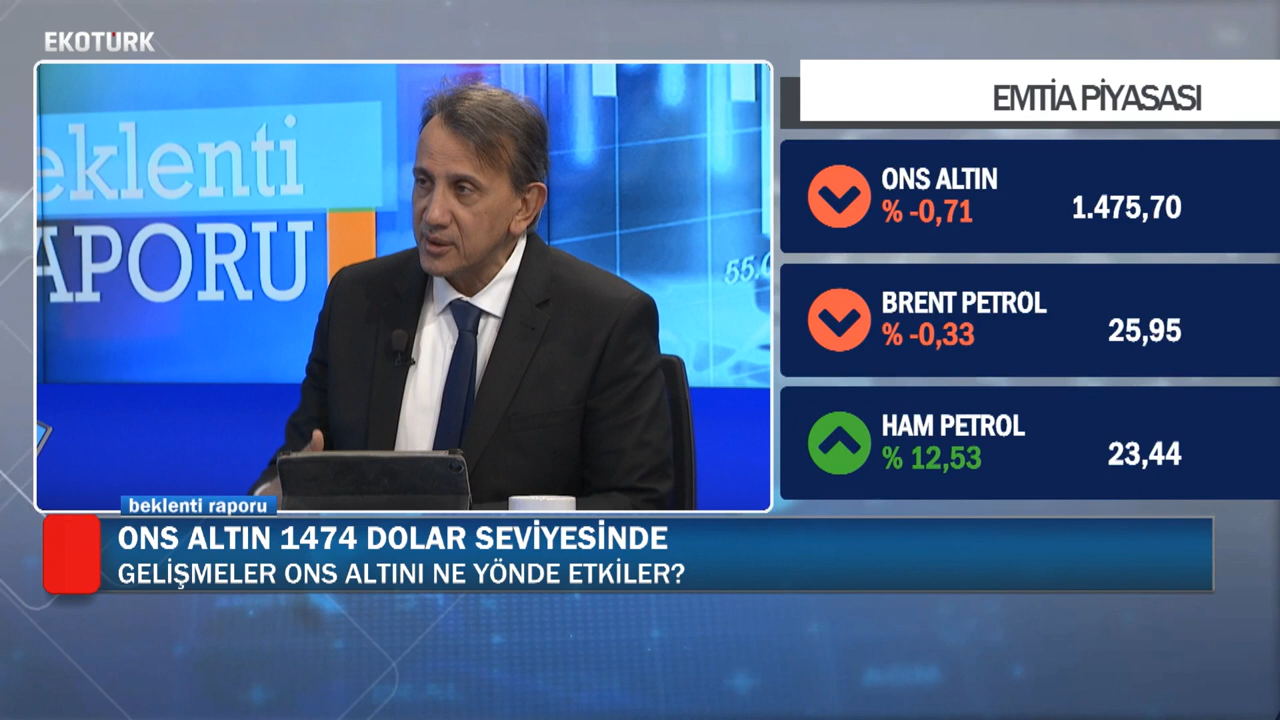 EKOTÜRK
eklenti
RAPORU
55.0
EMTİA PİYASASI
ONS ALTIN
% -0,71
1.475,70
BRENT PETROL
% -0,33
25,95
HAM PETROL
% 12,53
23,44
beklenti raporu
ONS ALTIN 1474 DOLAR SEVİYESİNDE
GELİŞMELER ONS ALTINI NE YÖNDE ETKİLER?